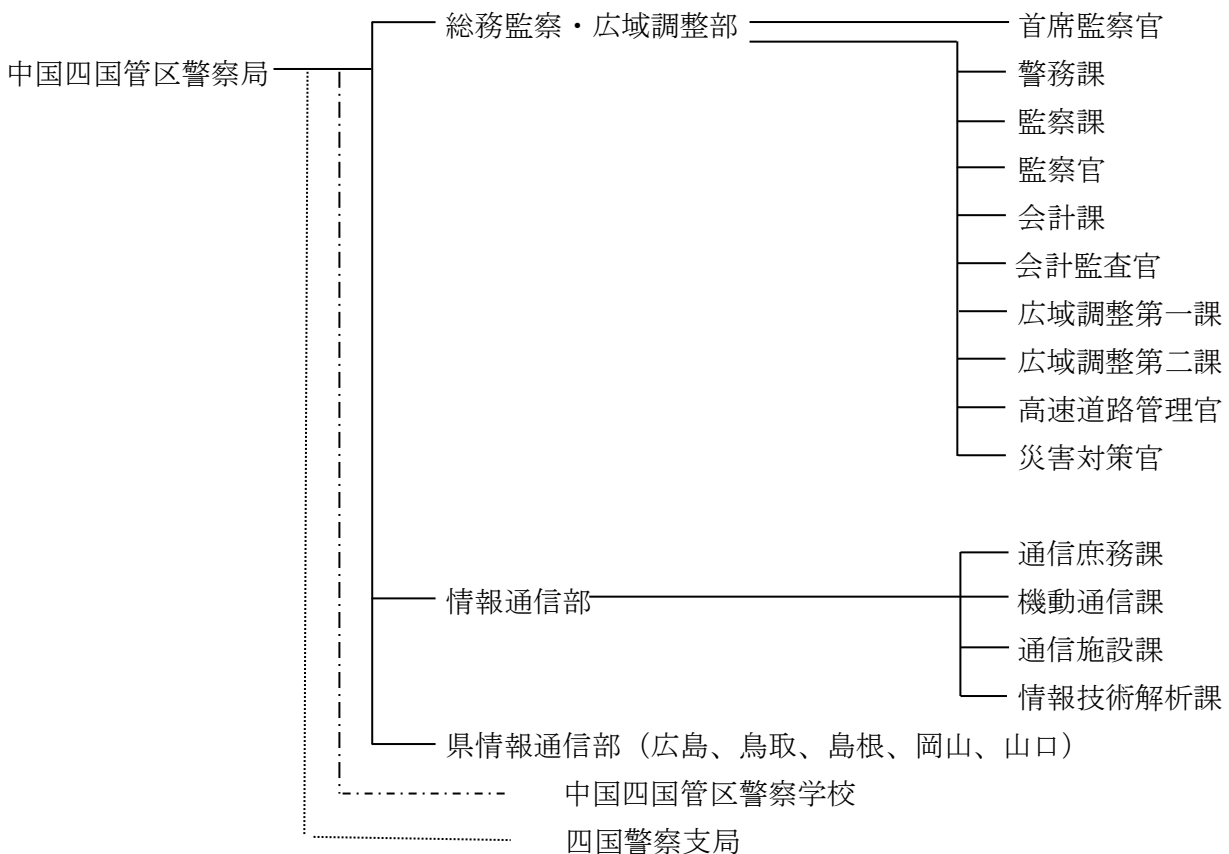 総務監察・広域調整部
首席監察官
中国四国管区警察局
警務課
監察課
監察官
会計課
会計監査官
広域調整第一課
広域調整第二課
高速道路管理官
災害対策官
通信庶務課
情報通信部
機動通信課
通信施設課
情報技術解析課
県情報通信部（広島、鳥取、島根、岡山、山口）
中国四国管区警察学校
四国警察支局